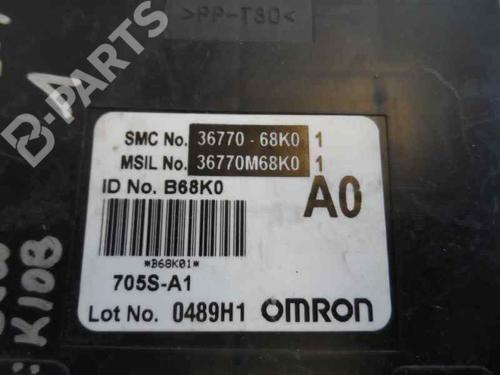 >PP-T30<
B-PARTS
SMC No. 36770 - 68K0 1
MSIL No. 36770M68K0 1
ID No. B68K0
A0
*B68K01*
705S-A1
Lot No. 0489H1 OMRON
K10B